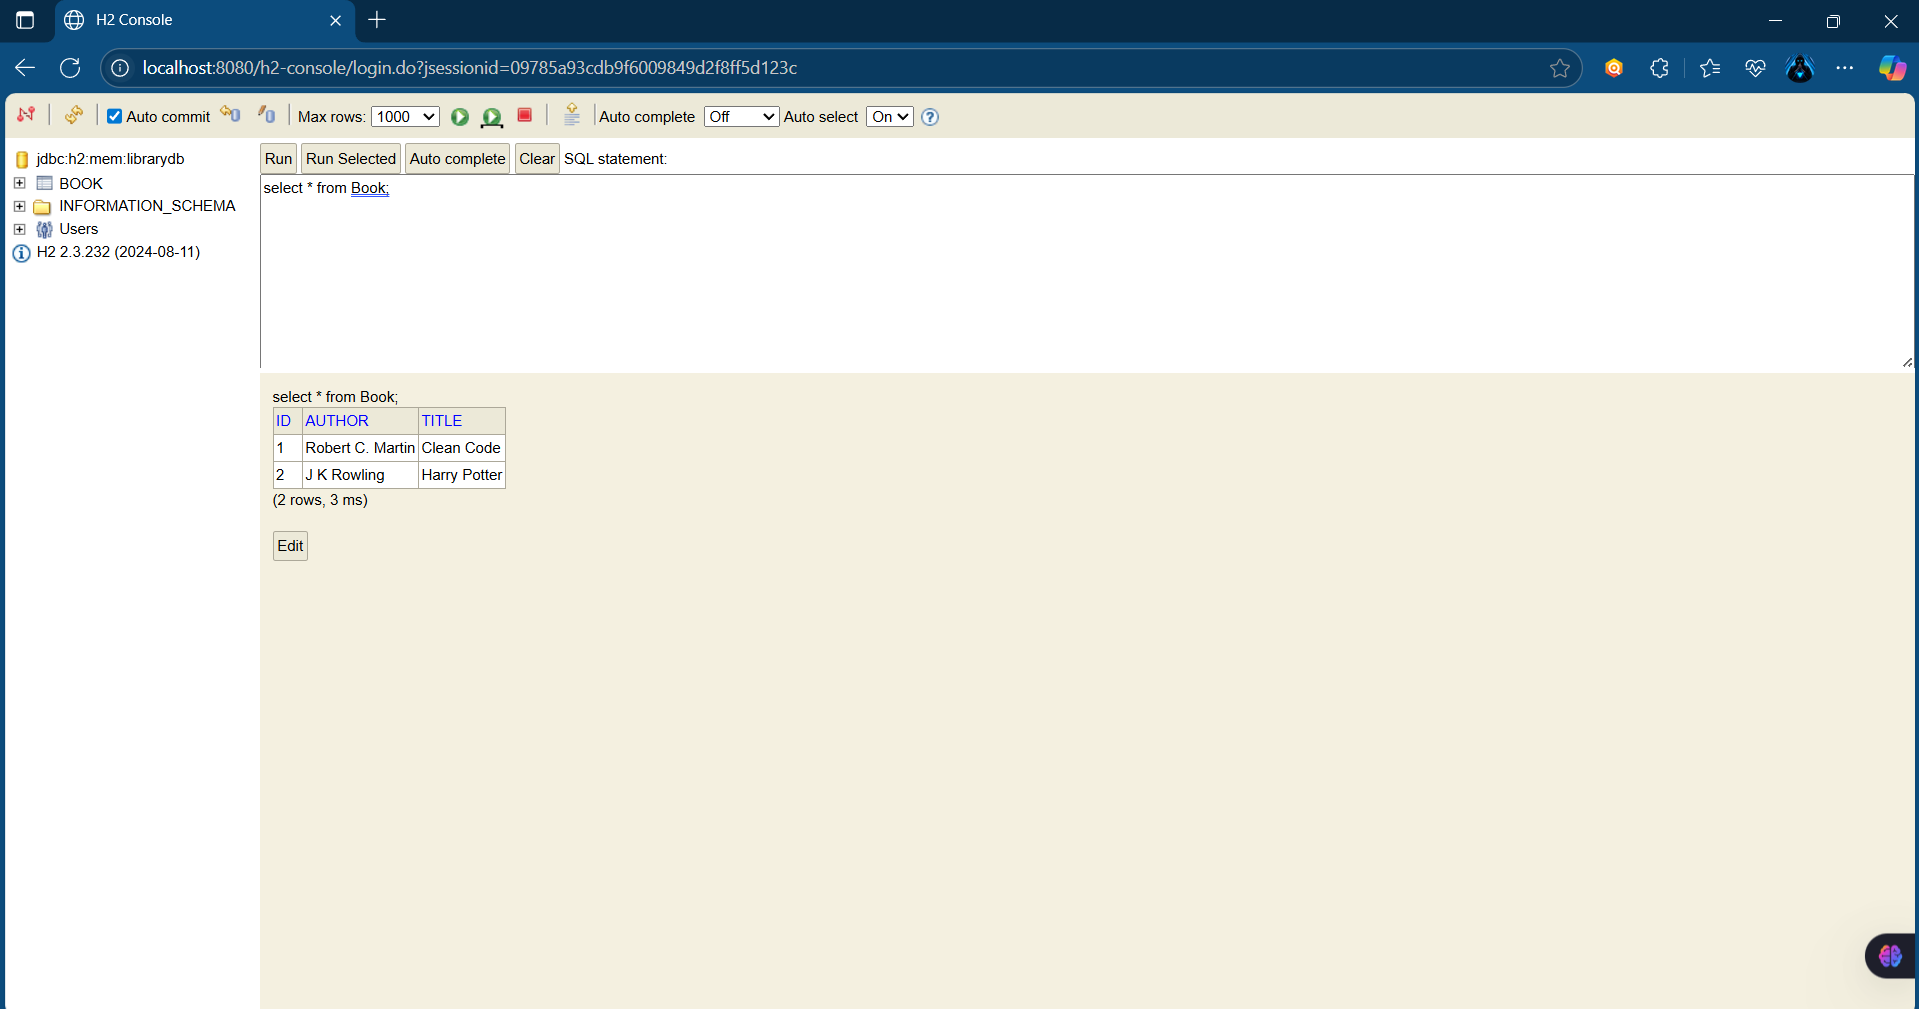 H2 Console
localhost:8080/h2-console/login.do?jsessionid=09785a93cdb9f6009849d2f8ff5d123c
Auto commit Max rows: 1000 Auto complete Off Auto select On
jdbc:h2:mem:librarydb
BOOK
INFORMATION_SCHEMA
Users
H2 2.3.232 (2024-08-11)
Run Run Selected Auto complete Clear SQL statement:
select * from Book;
select * from Book;
ID AUTHOR TITLE
1 Robert C. Martin Clean Code
2 J K Rowling Harry Potter
(2 rows, 3 ms)
Edit